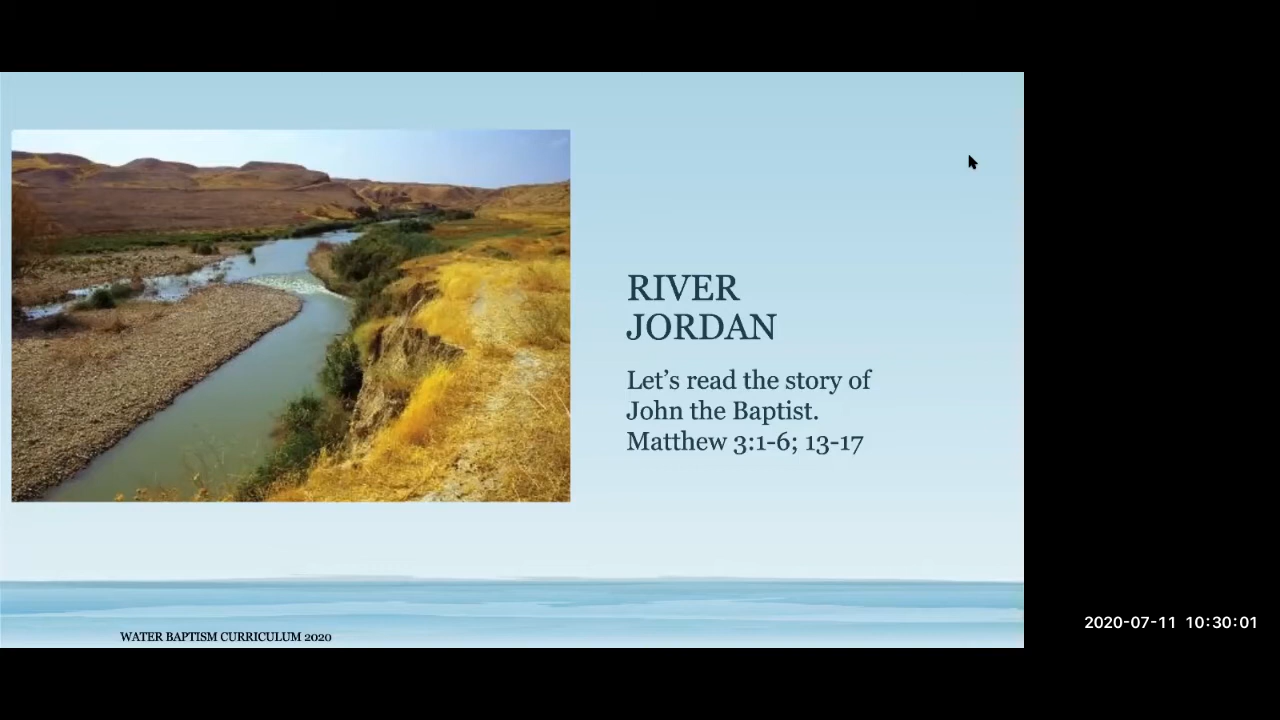 RIVER
JORDAN
Let’s read the story of
John the Baptist.
Matthew 3:1-6; 13-17
WATER BAPTISM CURRICULUM 2020
2020-07-11 10:30:01